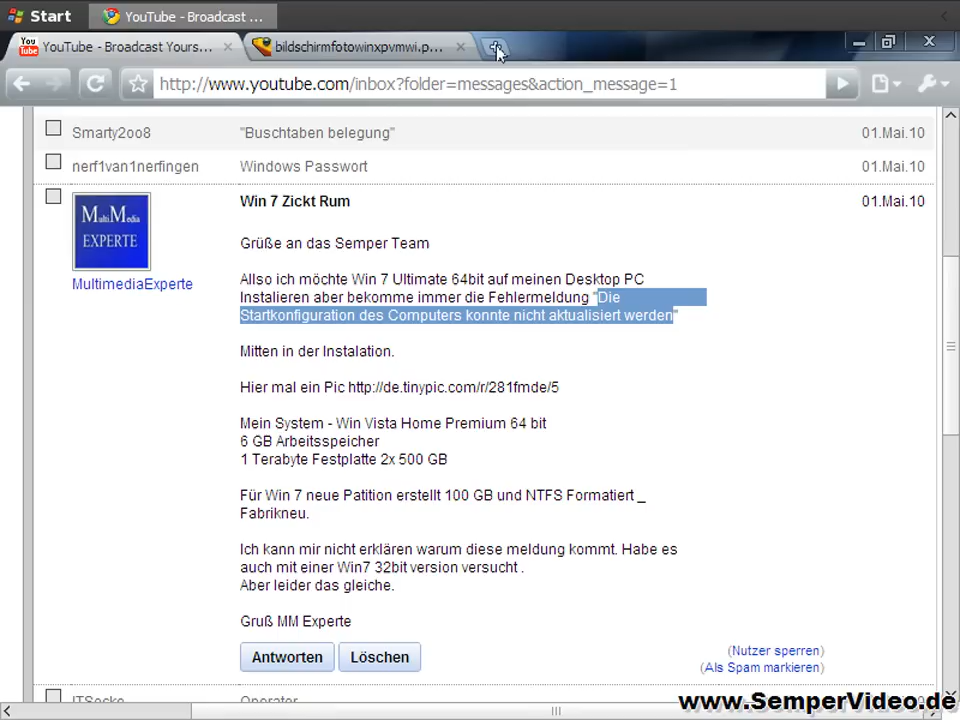 Start
YouTube - Broadcast ...
YouTube - Broadcast Yours...
bildschirmfotowinxpvmwi.p...
http://www.youtube.com/inbox?folder=messages&action_message=1
Smarty2oo8 "Buschtaben belegung" 01.Mai.10
nerf1van1nerfingen Windows Passwort 01.Mai.10
Win 7 Zickt Rum 01.Mai.10
MultiMedia
EXPERTE
MultimediaExperte
Grüße an das Semper Team
Allso ich möchte Win 7 Ultimate 64bit auf meinen Desktop PC
Instalieren aber bekomme immer die Fehlermeldung "Die
Startkonfiguration des Computers konnte nicht aktualisiert werden"
Mitten in der Instalation.
Hier mal ein Pic http://de.tinypic.com/r/281fmde/5
Mein System - Win Vista Home Premium 64 bit
6 GB Arbeitsspeicher
1 Terabyte Festplatte 2x 500 GB
Für Win 7 neue Patition erstellt 100 GB und NTFS Formatiert _
Fabrikneu.
Ich kann mir nicht erklären warum diese meldung kommt. Habe es
auch mit einer Win7 32bit version versucht .
Aber leider das gleiche.
Gruß MM Experte
Antworten Löschen
(Nutzer sperren)
(Als Spam markieren)
Operator
www.SemperVideo.de